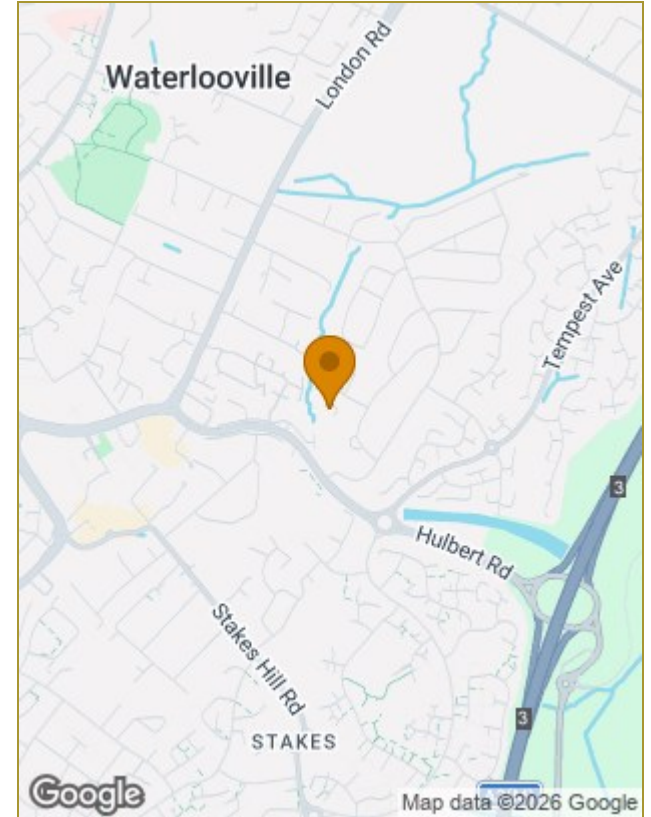 London Rd
Waterlooville
Tempest Ave
3
Hulbert Rd
Stakes Hill Rd
3
STAKES
Google
Map data ©2026 Google